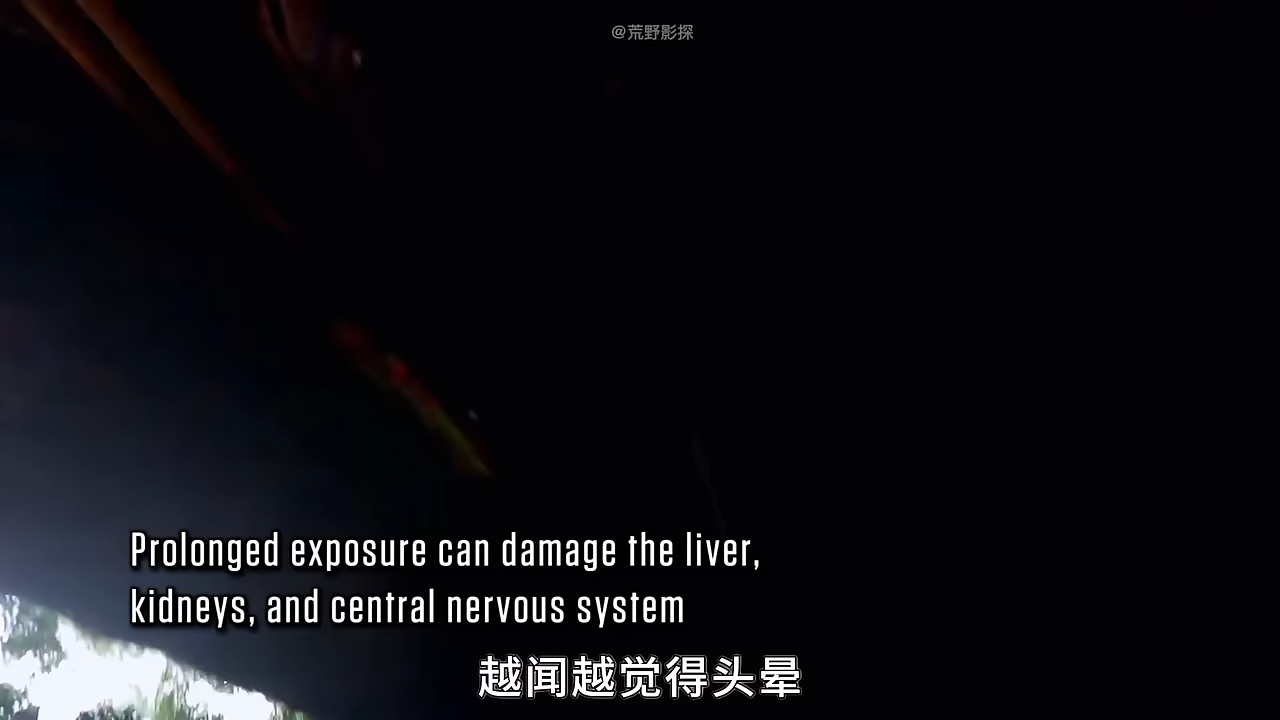 @荒野影探
Prolonged exposure can damage the liver,
kidneys, and central nervous system
越闻越觉得头晕